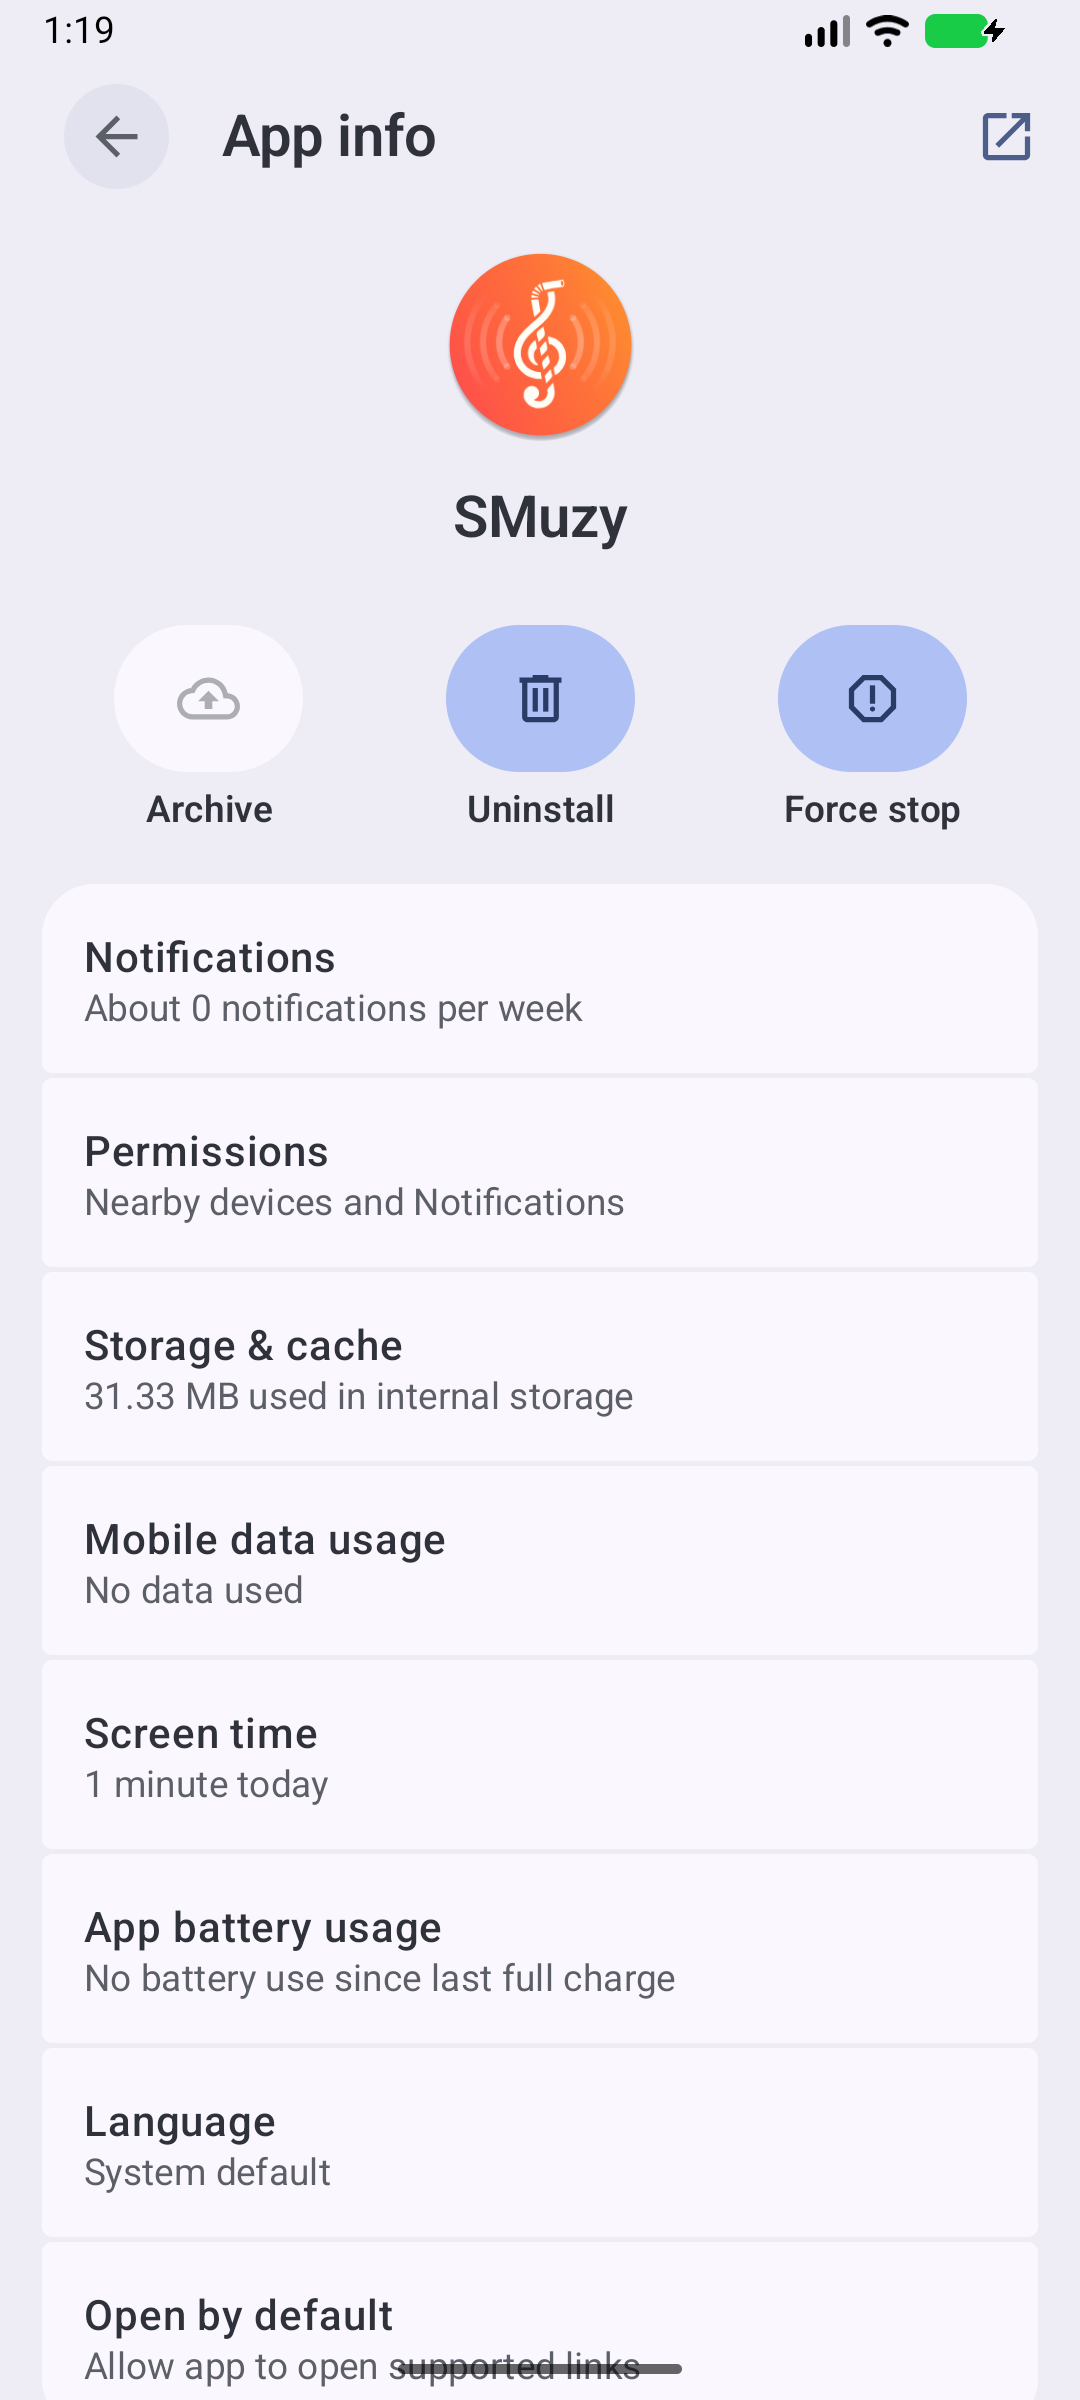 1:19
App info
SMuzy
Archive
Uninstall
Force stop
Notifications
About 0 notifications per week
Permissions
Nearby devices and Notifications
Storage & cache
31.33 MB used in internal storage
Mobile data usage
No data used
Screen time
1 minute today
App battery usage
No battery use since last full charge
Language
System default
Open by default
Allow app to open supported links